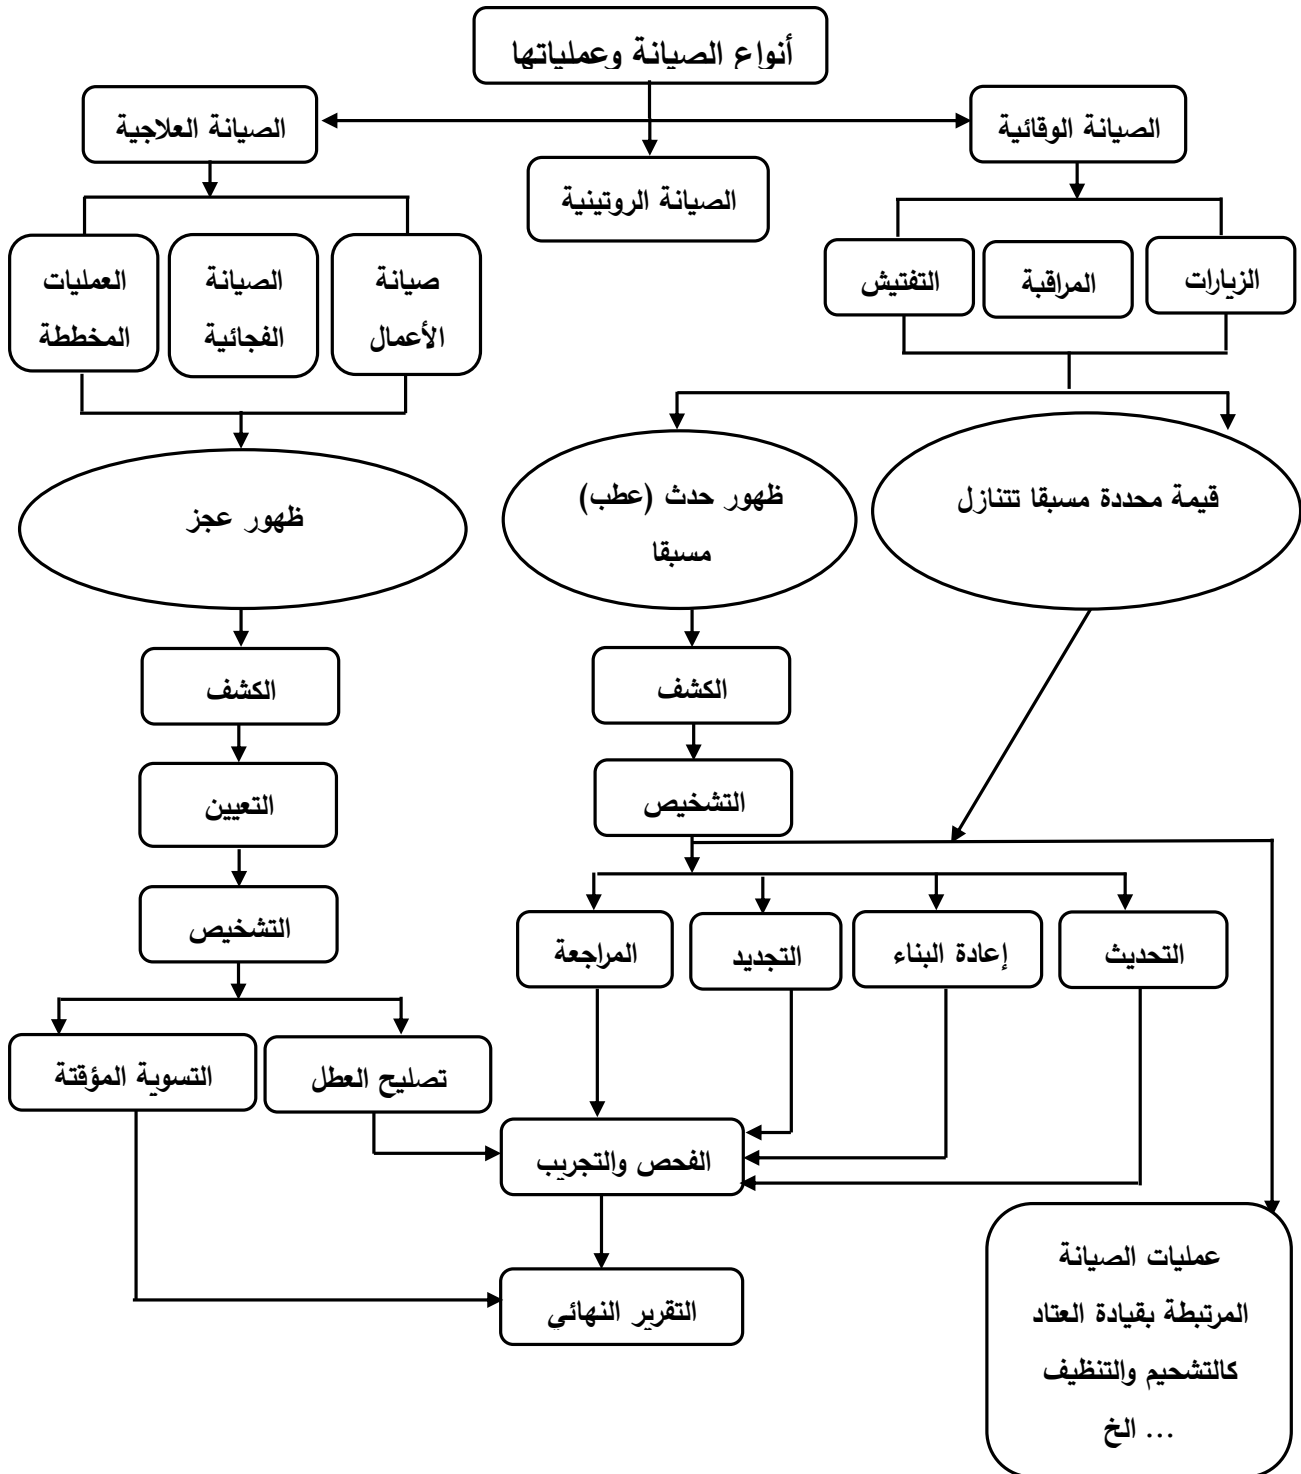 أنواع الصيانة وعملياتها
الصيانة الوقائية
الصيانة العلاجية
الصيانة الروتينية
الزيارات
المراقبة
التفتيش
صيانة
الأعمال
الصيانة
الفجائية
العمليات
المخططة
قيمة محددة مسبقا تتنازل
ظهور حدث (عطب)
مسبقا
ظهور عجز
الكشف
الكشف
التشخيص
التعيين
التشخيص
التحديث
إعادة البناء
التجديد
المراجعة
تصليح العطل
التسوية المؤقتة
الفحص والتجريب
التقرير النهائي
عمليات الصيانة
المرتبطة بقيادة العتاد
كالتشحيم والتنظيف
... الخ